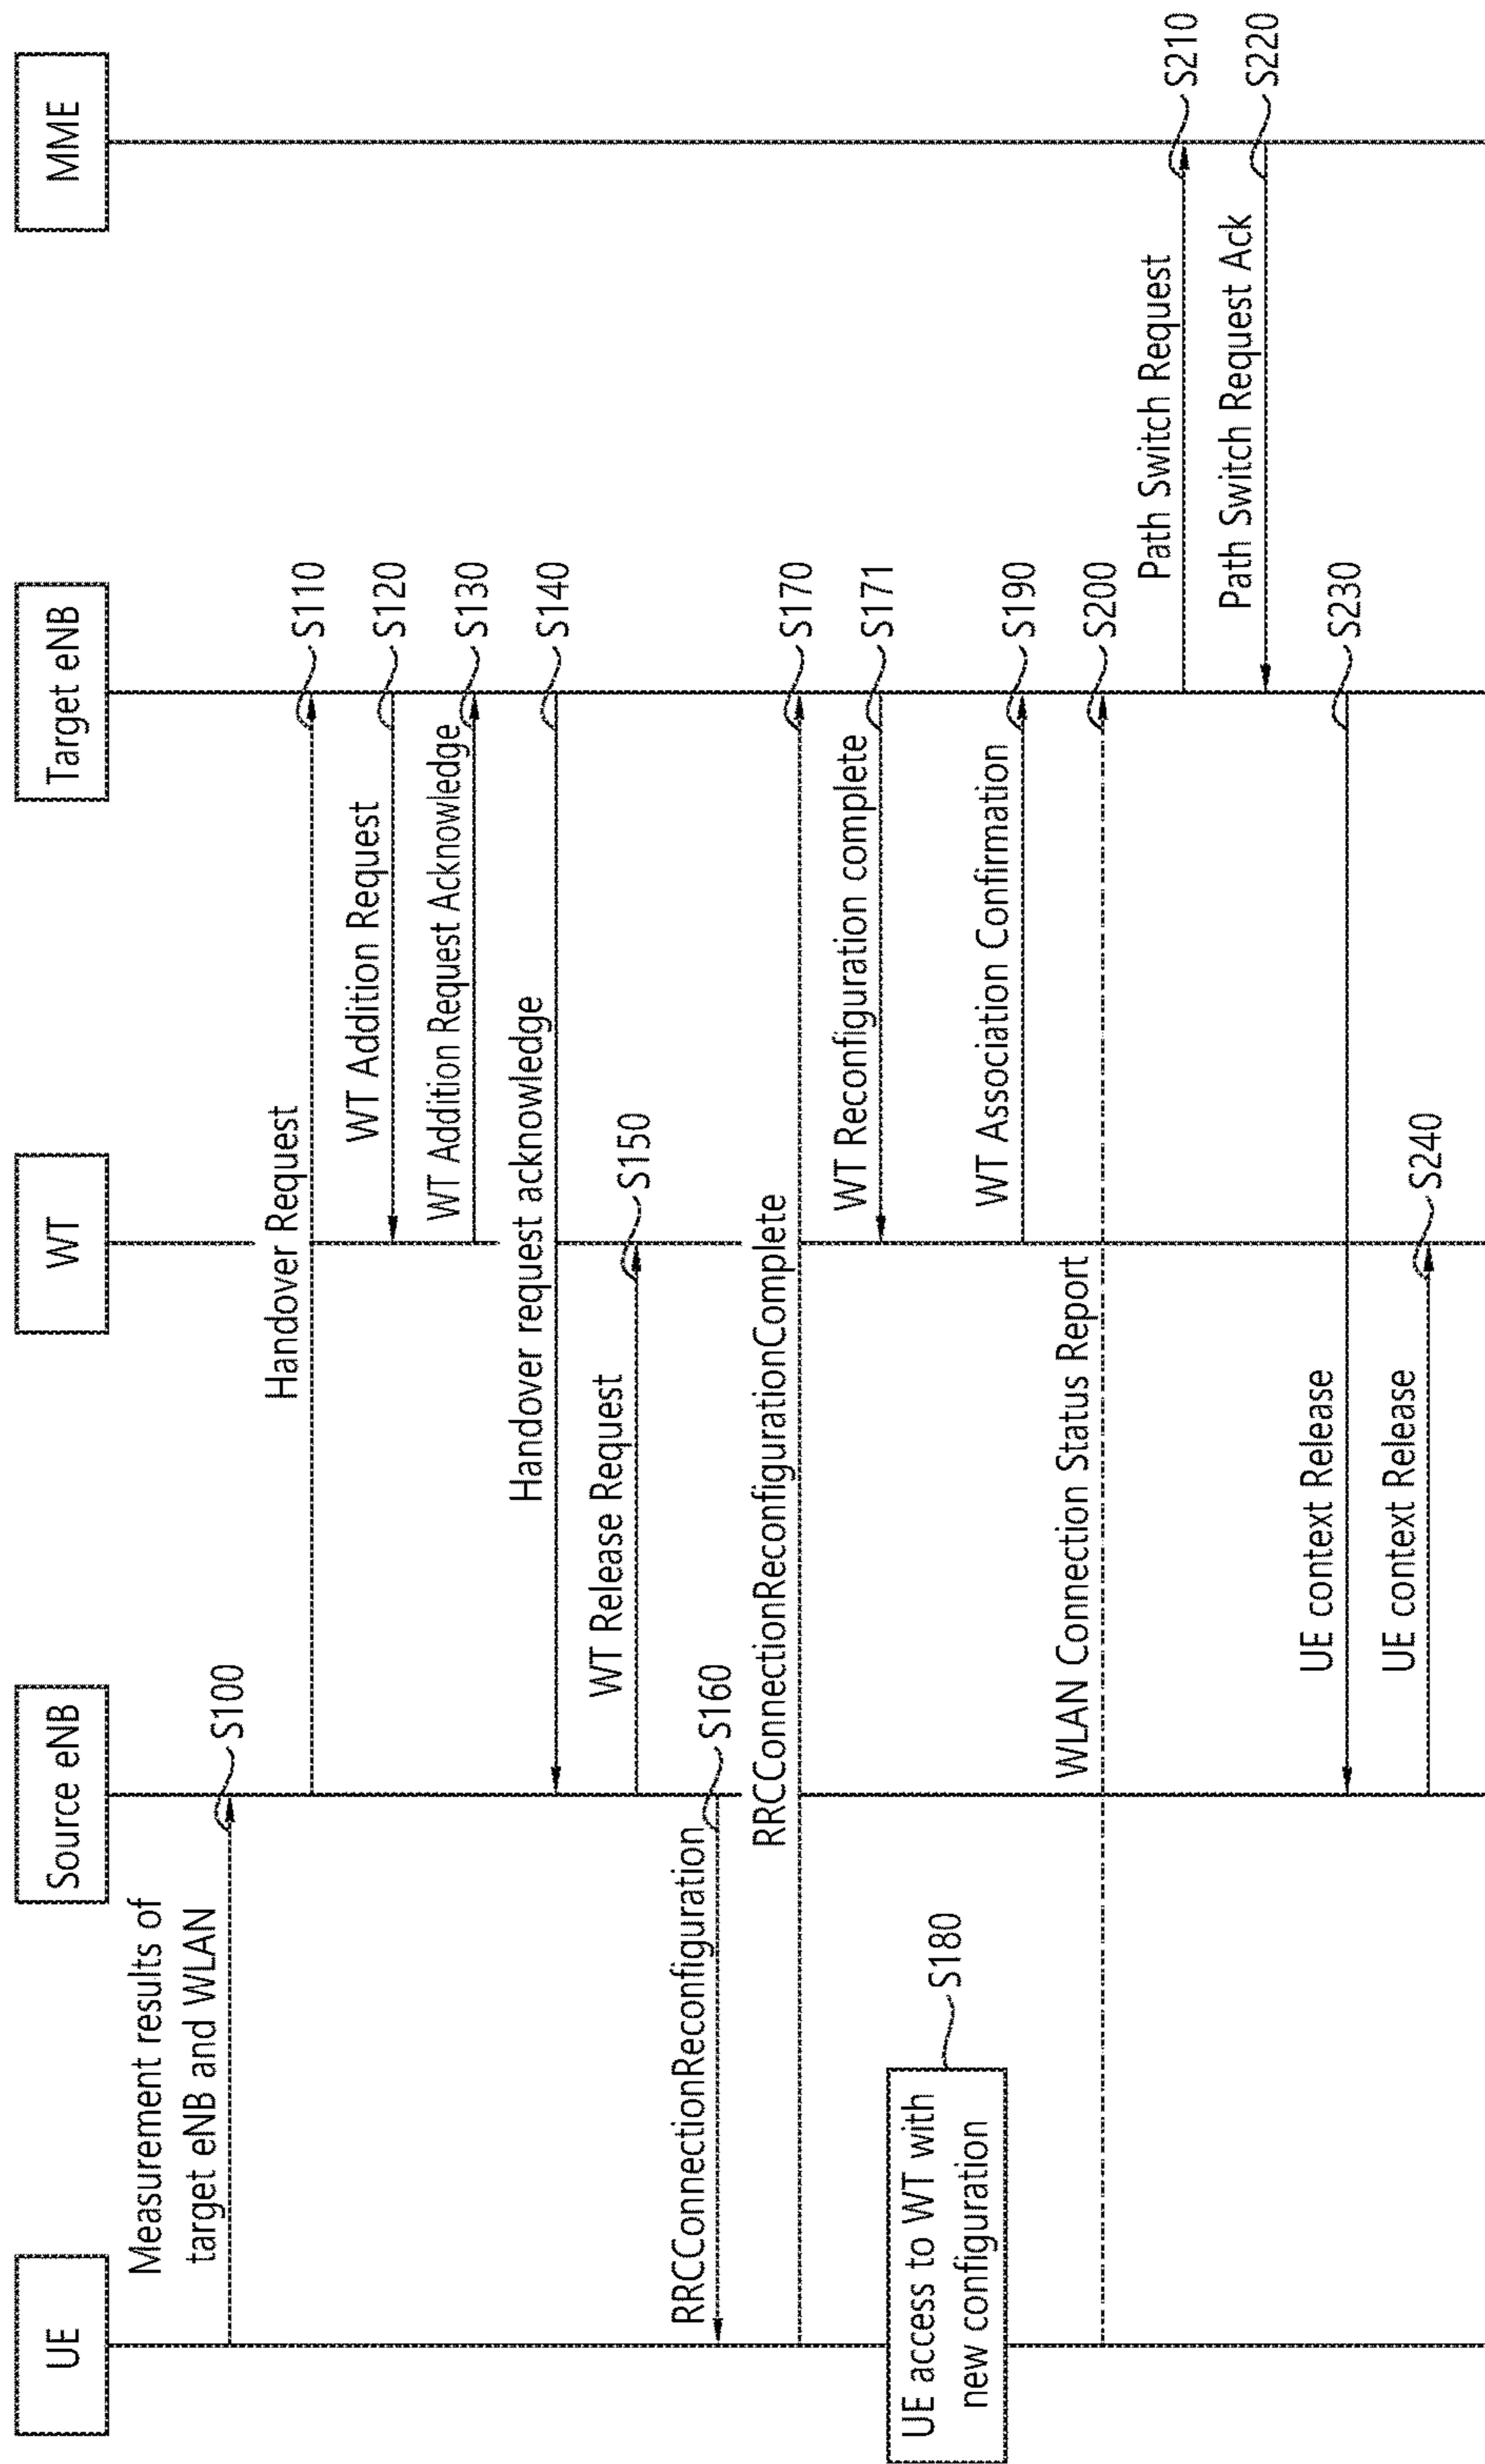 UE
Source eNB
WT
Target eNB
MME
Measurement results of
target eNB and WLAN
S100
Handover Request
S110
WT Addition Request
S120
WT Addition Request Acknowledge
S130
Handover request acknowledge
S140
WT Release Request
S150
RRCConnectionReconfiguration
S160
RRCConnectionReconfigurationComplete
S170
WT Reconfiguration complete
S171
UE access to WT with
new configuration
S180
WT Association Confirmation
S190
WLAN Connection Status Report
S200
Path Switch Request
S210
Path Switch Request Ack
S220
UE context Release
S230
UE context Release
S240